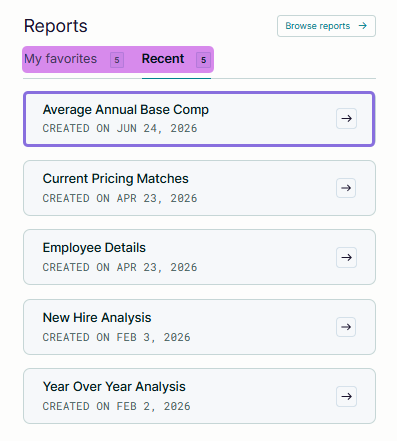 Reports
Browse reports →
My favorites 5 Recent 5
Average Annual Base Comp
CREATED ON JUN 24, 2026
Current Pricing Matches
CREATED ON APR 23, 2026
Employee Details
CREATED ON APR 23, 2026
New Hire Analysis
CREATED ON FEB 3, 2026
Year Over Year Analysis
CREATED ON FEB 2, 2026